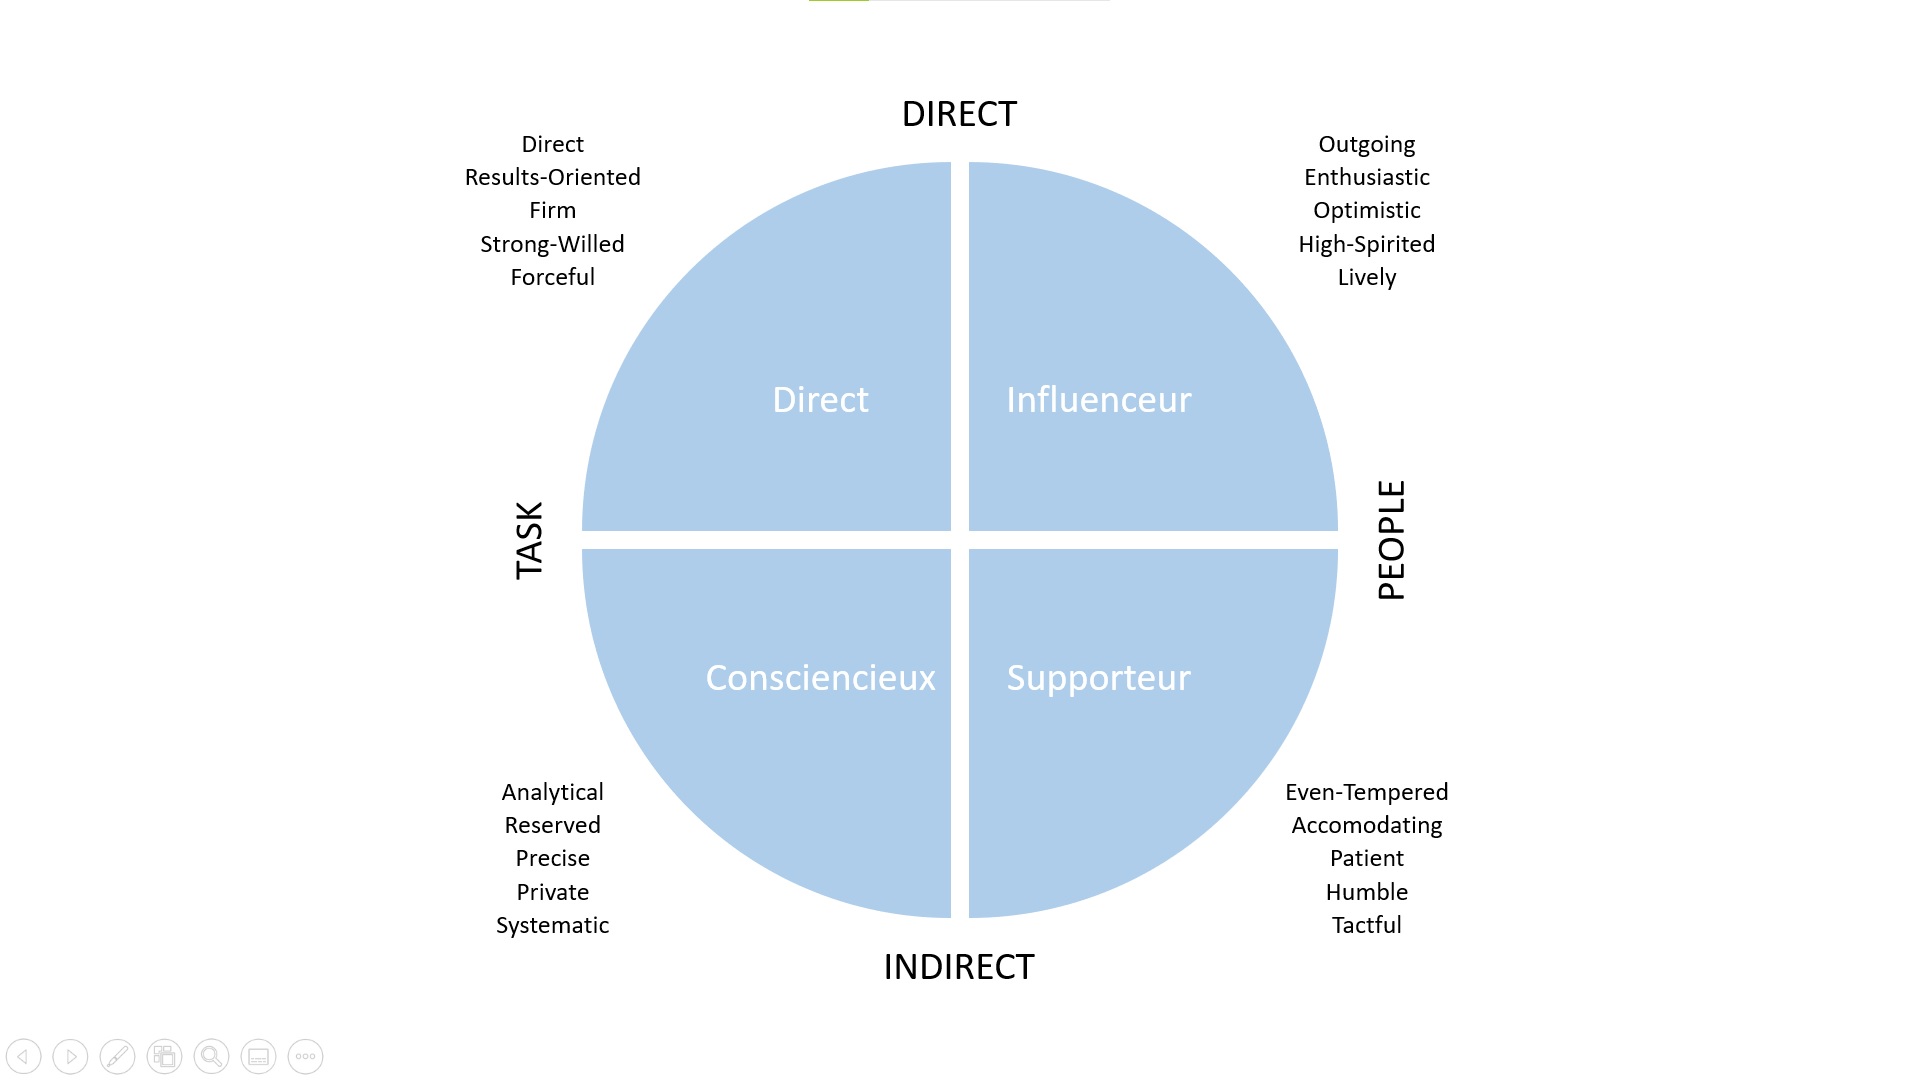 DIRECT
Direct
Results-Oriented
Firm
Strong-Willed
Forceful
Outgoing
Enthusiastic
Optimistic
High-Spirited
Lively
Direct
Influenceur
TASK
PEOPLE
Consciencieux
Supporteur
Analytical
Reserved
Precise
Private
Systematic
Even-Tempered
Accomodating
Patient
Humble
Tactful
INDIRECT